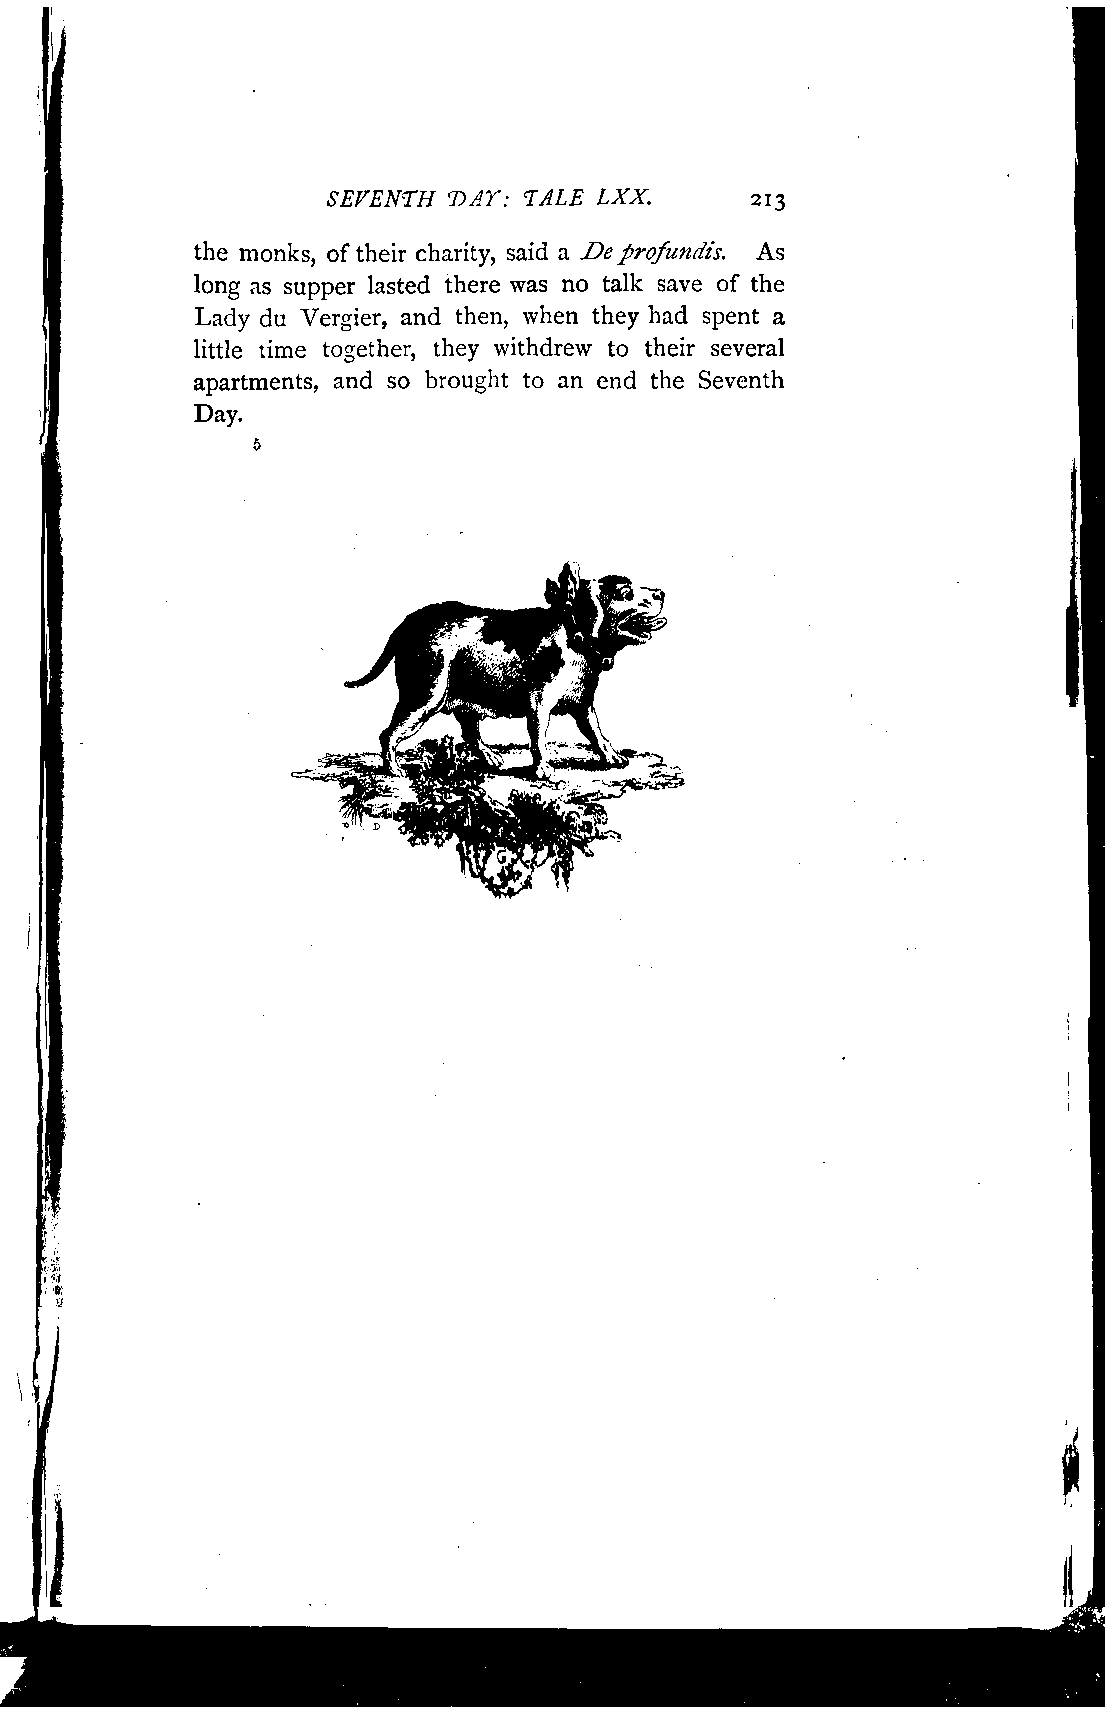 SEVENTH DAY: TALE LXX. 213
the monks, of their charity, said a De profundis. As
long as supper lasted there was no talk save of the
Lady du Vergier, and then, when they had spent a
little time together, they withdrew to their several
apartments, and so brought to an end the Seventh
Day.
5
D